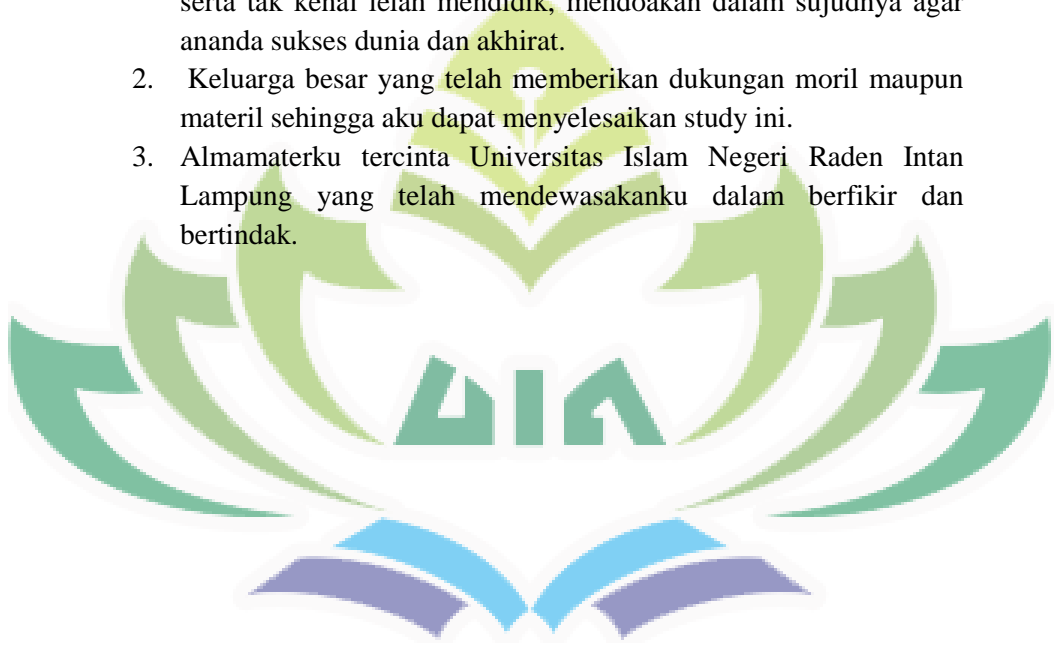 serta tak kenal lelah mendidik, mendoakan dalam sujudnya agar
ananda sukses dunia dan akhirat.
2. Keluarga besar yang telah memberikan dukungan moril maupun
materil sehingga aku dapat menyelesaikan study ini.
3. Almamaterku tercinta Universitas Islam Negeri Raden Intan
Lampung yang telah mendewasakanku dalam berfikir dan
bertindak.